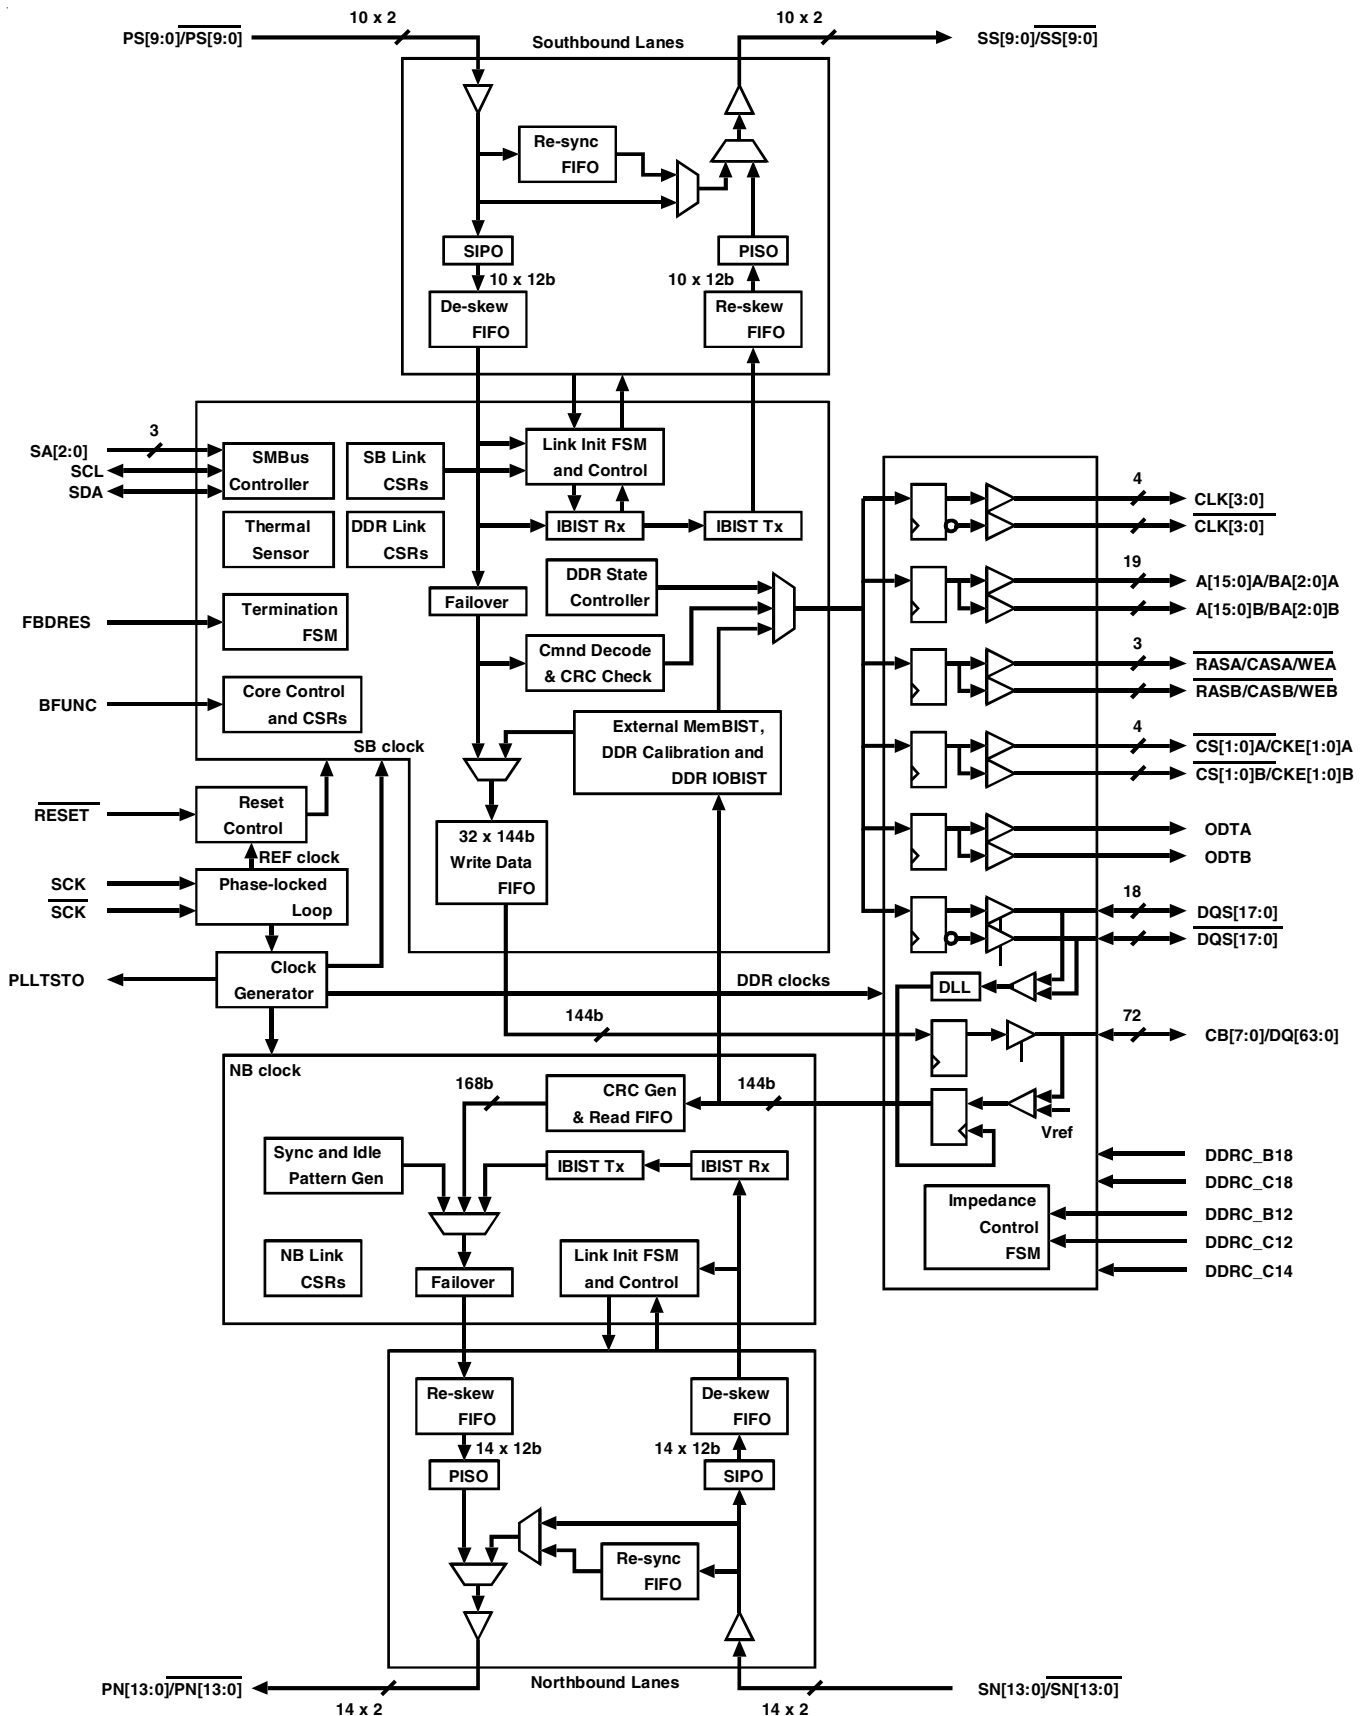 10 x 2
10 x 2
PS[9:0]/PS[9:0]
SS[9:0]/SS[9:0]
Southbound Lanes
Re-sync
FIFO
SIPO
PISO
10 x 12b
10 x 12b
De-skew
FIFO
Re-skew
FIFO
SA[2:0]
3
SCL
SDA
SMBus
Controller
SB Link
CSRs
Link Init FSM
and Control
Thermal
Sensor
DDR Link
CSRs
IBIST Rx
IBIST Tx
DDR State
Controller
Failover
FBDRES
Termination
FSM
Cmnd Decode
& CRC Check
BFUNC
Core Control
and CSRs
SB clock
External MemBIST,
DDR Calibration and
DDR IOBIST
RESET
Reset
Control
REF clock
32 x 144b
Write Data
FIFO
SCK
SCK
Phase-locked
Loop
PLLTSTO
Clock
Generator
DDR clocks
4
CLK[3:0]
CLK[3:0]
19
A[15:0]A/BA[2:0]A
A[15:0]B/BA[2:0]B
3
RASA/CASA/WEA
RASB/CASB/WEB
4
CS[1:0]A/CKE[1:0]A
CS[1:0]B/CKE[1:0]B
ODTA
ODTB
18
DQS[17:0]
DQS[17:0]
DLL
144b
72
CB[7:0]/DQ[63:0]
Vref
NB clock
168b
CRC Gen
& Read FIFO
144b
Sync and Idle
Pattern Gen
IBIST Tx
IBIST Rx
DDRC_B18
DDRC_C18
DDRC_B12
DDRC_C12
DDRC_C14
Impedance
Control
FSM
NB Link
CSRs
Failover
Link Init FSM
and Control
Re-skew
FIFO
De-skew
FIFO
14 x 12b
14 x 12b
PISO
SIPO
Re-sync
FIFO
PN[13:0]/PN[13:0]
Northbound Lanes
SN[13:0]/SN[13:0]
14 x 2
14 x 2